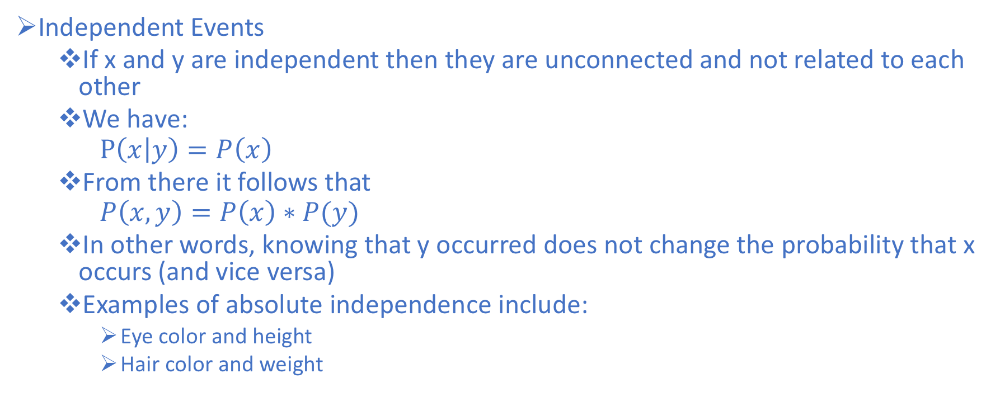 ➢Independent Events
❖If x and y are independent then they are unconnected and not related to each
other
❖We have:
P(x|y) = P(x)
❖From there it follows that
P(x, y) = P(x) ∗ P(y)
❖In other words, knowing that y occurred does not change the probability that x
occurs (and vice versa)
❖Examples of absolute independence include:
➢Eye color and height
➢Hair color and weight